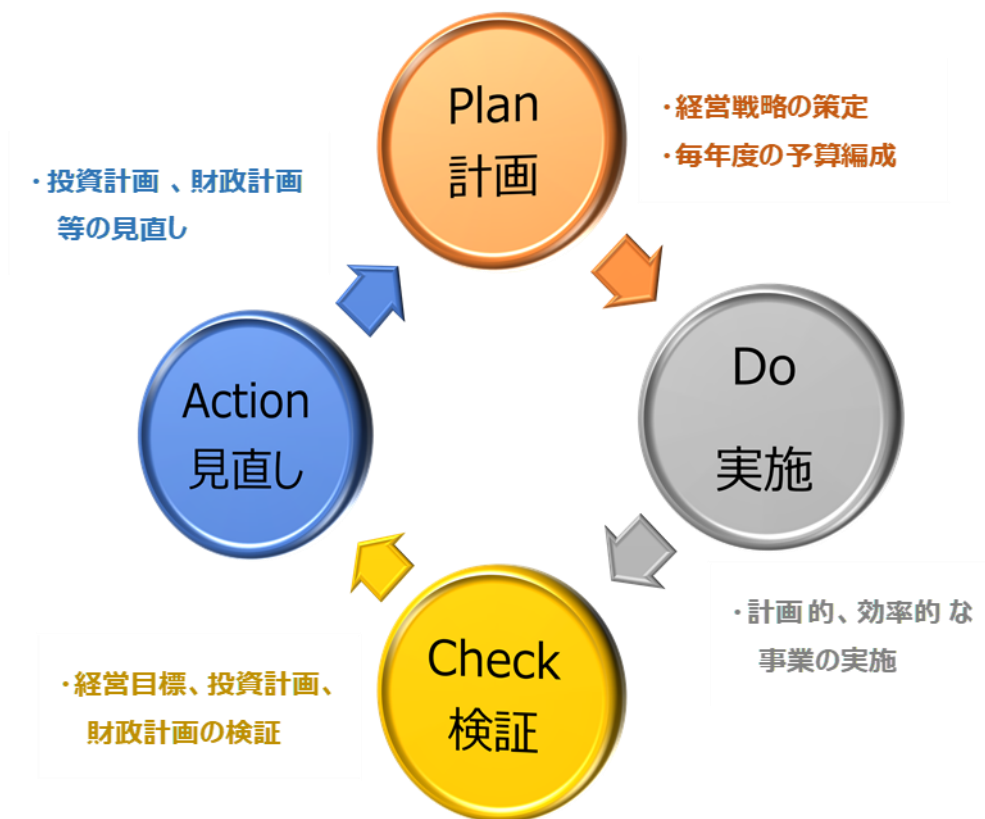 Plan
計画
・経営戦略の策定
・毎年度の予算編成
Do
実施
・計画的、効率的な
事業の実施
Check
検証
・経営目標、投資計画、
財政計画の検証
Action
見直し
・投資計画、財政計画
等の見直し